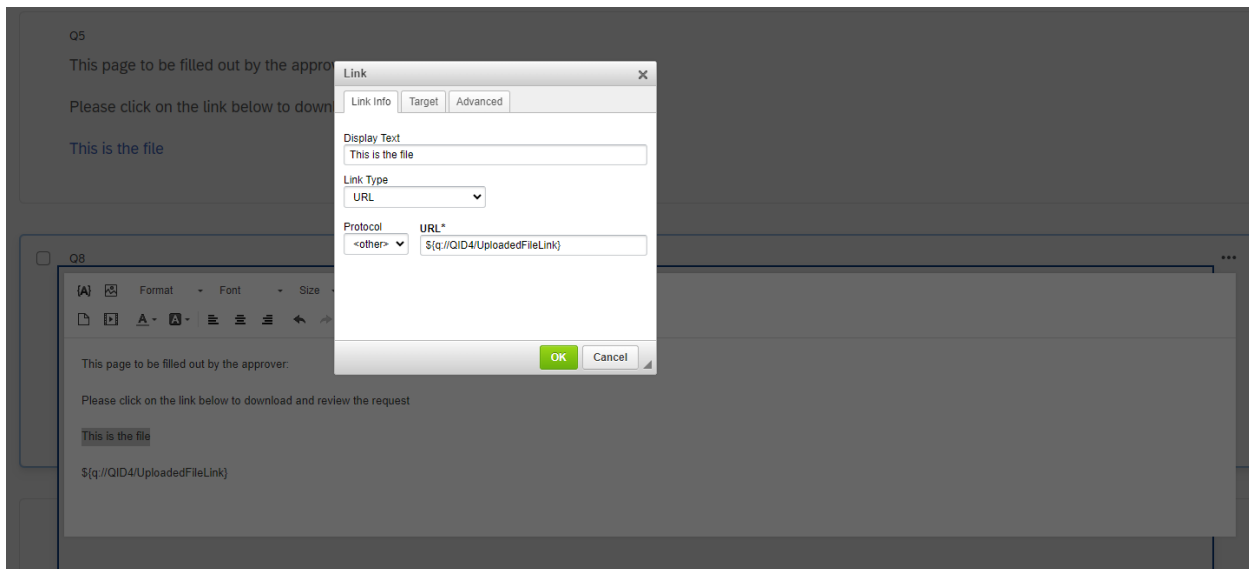 Q5
This page to be filled out by the appro
Please click on the link below to down
This is the file
Link
Link Info Target Advanced
Display Text
This is the file
Link Type
URL
Protocol URL*
<other> ${q://QID4/UploadedFileLink}
OK Cancel
Q8
{A} Format Font Size
A A
This page to be filled out by the approver:
Please click on the link below to download and review the request
This is the file
${q://QID4/UploadedFileLink}